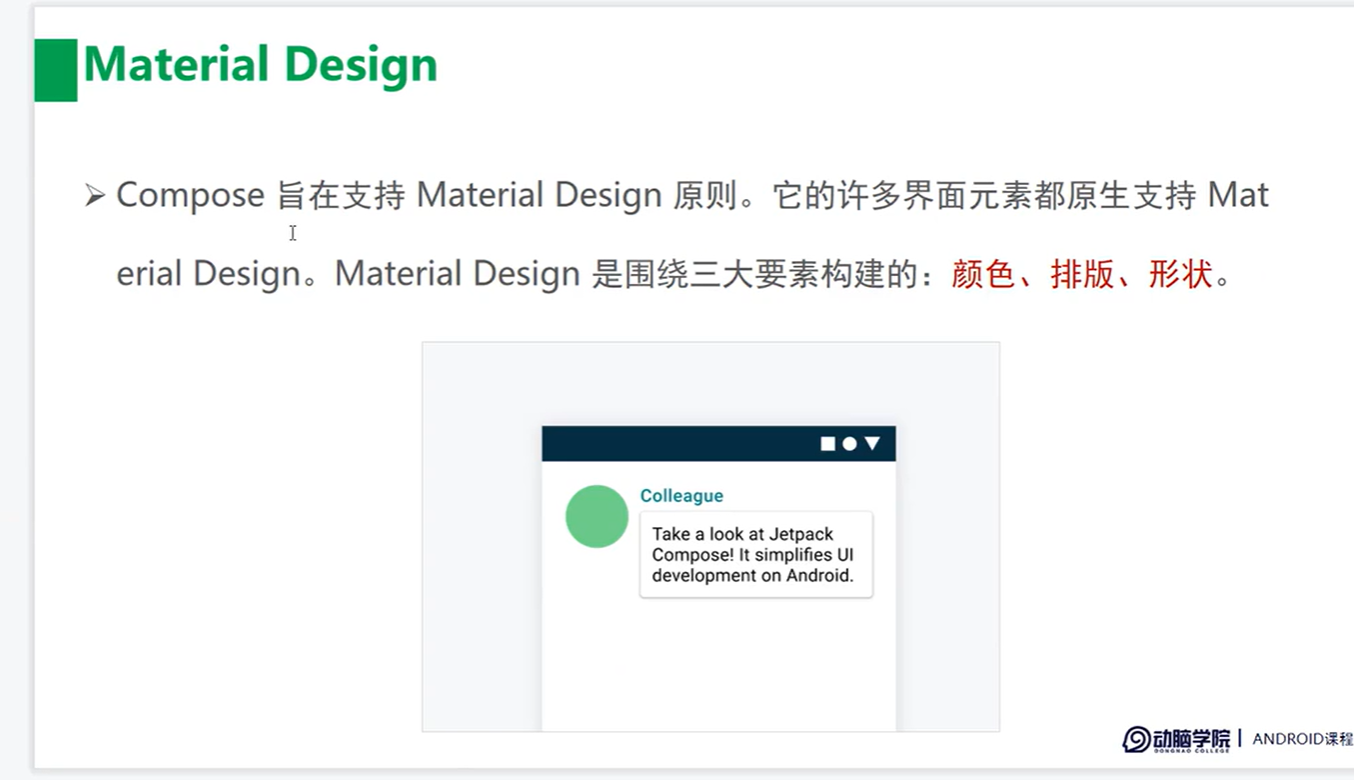 Material Design
➢ Compose 旨在支持 Material Design 原则。它的许多界面元素都原生支持 Mat
erial Design。Material Design 是围绕三大要素构建的：颜色、排版、形状。
Colleague
Take a look at Jetpack
Compose! It simplifies UI
development on Android.
动脑学院 | ANDROID课程
DONGNAO COLLEGE